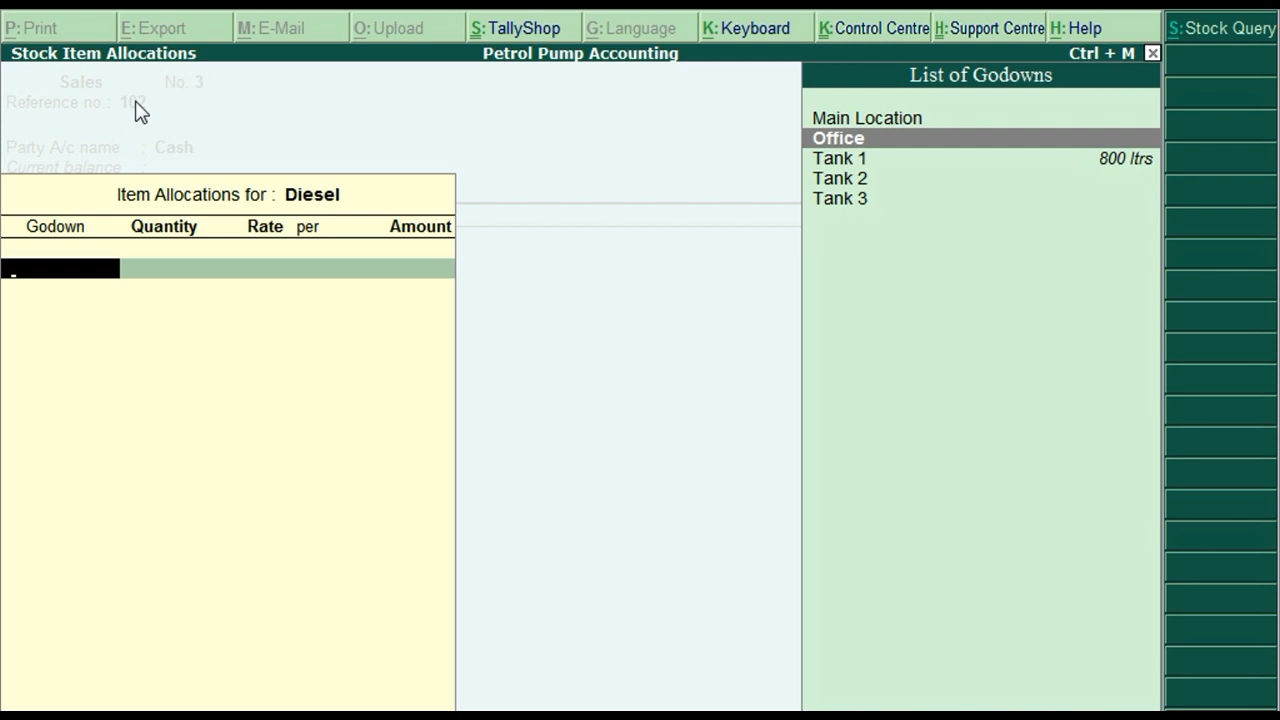 P: Print E: Export M: E-Mail O: Upload S: TallyShop G: Language K: Keyboard K: Control Centre H: Support Centre H: Help S: Stock Query
Stock Item Allocations Petrol Pump Accounting Ctrl + M
List of Godowns
Sales No. 3
Reference no.:
Party A/c name : Cash
Current balance :
Main Location
Office
Tank 1 800 ltrs
Tank 2
Tank 3
Item Allocations for : Diesel
Godown Quantity Rate per Amount